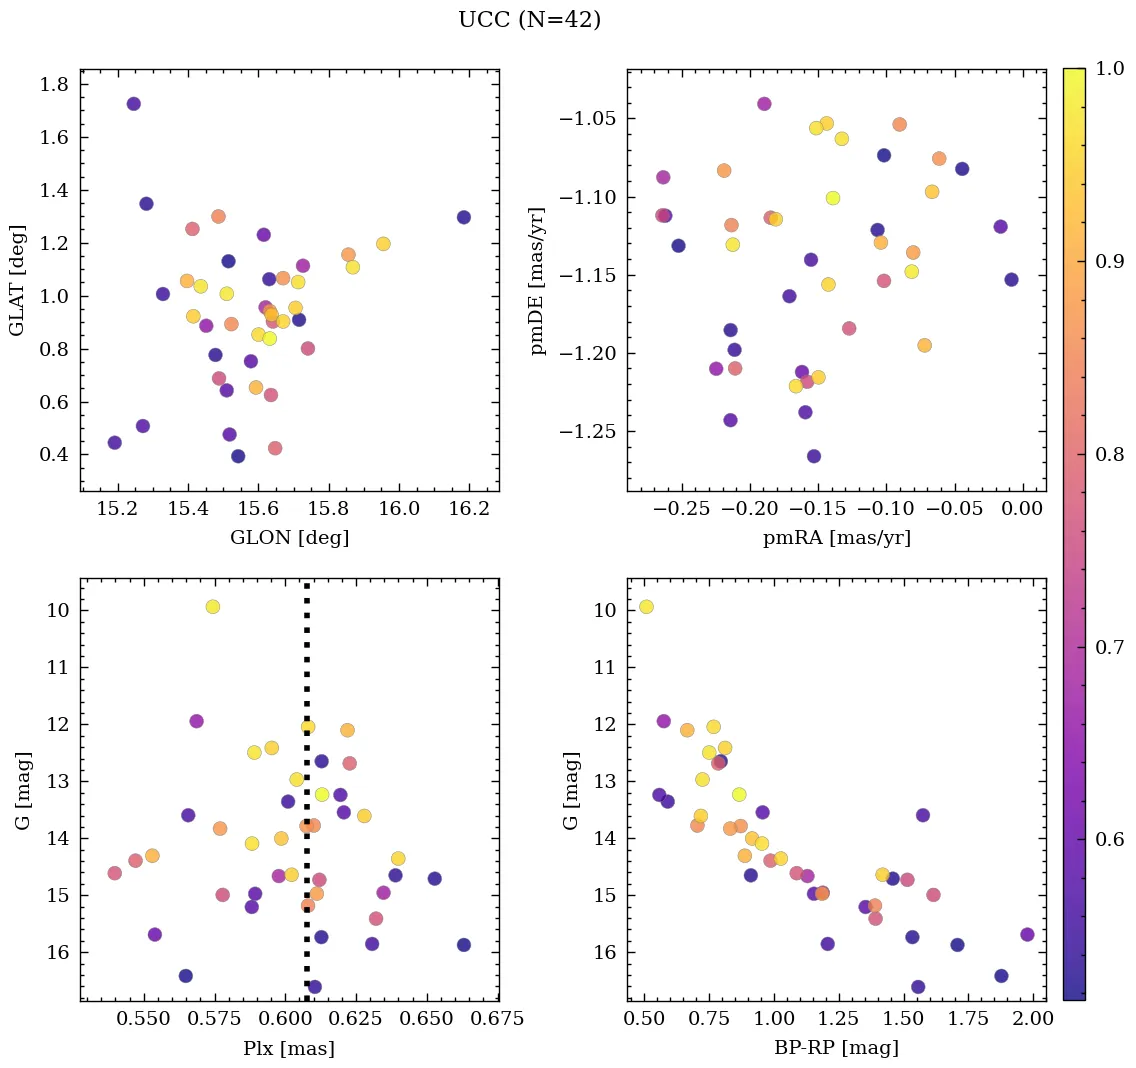 UCC (N=42)
1.8
1.6
1.4
1.2
1.0
0.8
0.6
0.4
GLAT [deg]
15.2 15.4 15.6 15.8 16.0 16.2
GLON [deg]
−1.05
−1.10
−1.15
−1.20
−1.25
pmDE [mas/yr]
−0.25 −0.20 −0.15 −0.10 −0.05 0.00
pmRA [mas/yr]
10
11
12
13
14
15
16
G [mag]
0.550 0.575 0.600 0.625 0.650 0.675
Plx [mas]
10
11
12
13
14
15
16
G [mag]
0.50 0.75 1.00 1.25 1.50 1.75 2.00
BP-RP [mag]
1.0
0.9
0.8
0.7
0.6